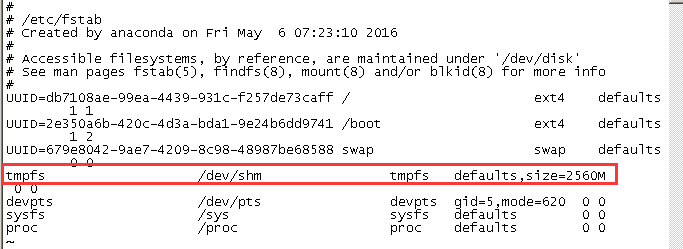 #
# /etc/fstab
# Created by anaconda on Fri May  6 07:23:10 2016
#
# Accessible filesystems, by reference, are maintained under '/dev/disk'
# See man pages fstab(5), findfs(8), mount(8) and/or blkid(8) for more info
#
UUID=db7108ae-99ea-4439-931c-f257de73caff /                       ext4    defaults
        1 1
UUID=2e350a6b-420c-4d3a-bda1-9e24b6dd9741 /boot                   ext4    defaults
        1 2
UUID=679e8042-9ae7-4209-8c98-48987be68588 swap                    swap    defaults
        0 0
tmpfs                   /dev/shm                tmpfs   defaults,size=2560M
 0 0
devpts                  /dev/pts                devpts  gid=5,mode=620  0 0
sysfs                   /sys                    sysfs   defaults        0 0
proc                    /proc                   proc    defaults        0 0
~